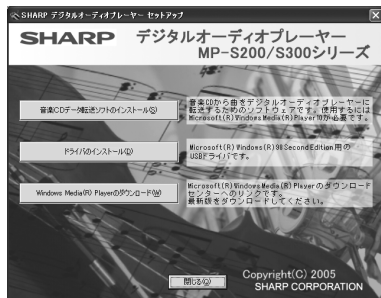 SHARP デジタルオーディオプレーヤー セットアップ
SHARP
デジタルオーディオプレーヤー
MP-S200/S300シリーズ
音楽CDデータ転送ソフトのインストール(S)
音楽CDから曲をデジタルオーディオプレーヤーに
転送するためのソフトウェアです。使用するには
Microsoft(R)Windows Media(R)Player10が必要です。
ドライバのインストール(D)
Microsoft(R)Windows(R)98SecondEdition用の
USBドライバです。
Windows Media(R) Playerのダウンロード(W)
Microsoft(R)WindowsMedia(R)Playerのダウンロード
センターへのリンクです。
最新版をダウンロードしてください。
閉じる(Q)
Copyright(C) 2005
SHARP CORPORATION